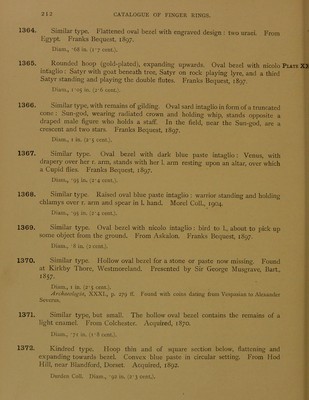 212 CATALOGUE OF FINGER RINGS.
1364. Similar type. Flattened oval bezel with engraved design: two uraei. From
Egypt. Franks Bequest, 1897.
Diam., ·68 in. (1·7 cent.).
1365. Rounded hoop (gold-plated), expanding upwards. Oval bezel with nicolo PLATE XX
intaglio: Satyr with goat beneath tree, Satyr on rock playing lyre, and a third
Satyr standing and playing the double flutes. Franks Bequest, 1897.
Diam., 1·05 in. (2·6 cent.).
1366. Similar type, with remains of gilding. Oval sard intaglio in form of a truncated
cone: Sun-god, wearing radiated crown and holding whip, stands opposite a
draped male figure who holds a staff. In the field, near the Sun-god, are a
crescent and two stars. Franks Bequest, 1897.
Diam., 1 in. (2·5 cent.).
1367. Similar type. Oval bezel with dark blue paste intaglio: Venus, with
drapery over her r. arm, stands with her l. arm resting upon an altar, over which
a Cupid flies. Franks Bequest, 1897.
Diam., ·95 in. (2·4 cent.).
1368. Similar type. Raised oval blue paste intaglio: warrior standing and holding
chlamys over r. arm and spear in l. hand. Morel Coll., 1904.
Diam., ·95 in. (2·4 cent.).
1369. Similar type. Oval bezel with nicolo intaglio: bird to l., about to pick up
some object from the ground. From Askalon. Franks Bequest, 1897.
Diam., ·8 in. (2 cent.).
1370. Similar type. Hollow oval bezel for a stone or paste now missing. Found
at Kirkby Thore, Westmoreland. Presented by Sir George Musgrave, Bart.,
1857.
Diam., 1 in. (2·5 cent.).
Archaeologia, XXXI., p. 279 ff. Found with coins dating from Vespasian to Alexander
Severus.
1371. Similar type, but small. The hollow oval bezel contains the remains of a
light enamel. From Colchester. Acquired, 1870.
Diam., ·71 in. (1·8 cent.).
1372. Kindred type. Hoop thin and of square section below, flattening and
expanding towards bezel. Convex blue paste in circular setting. From Hod
Hill, near Blandford, Dorset. Acquired, 1892.
Durden Coll. Diam., ·92 in. (2·3 cent.).